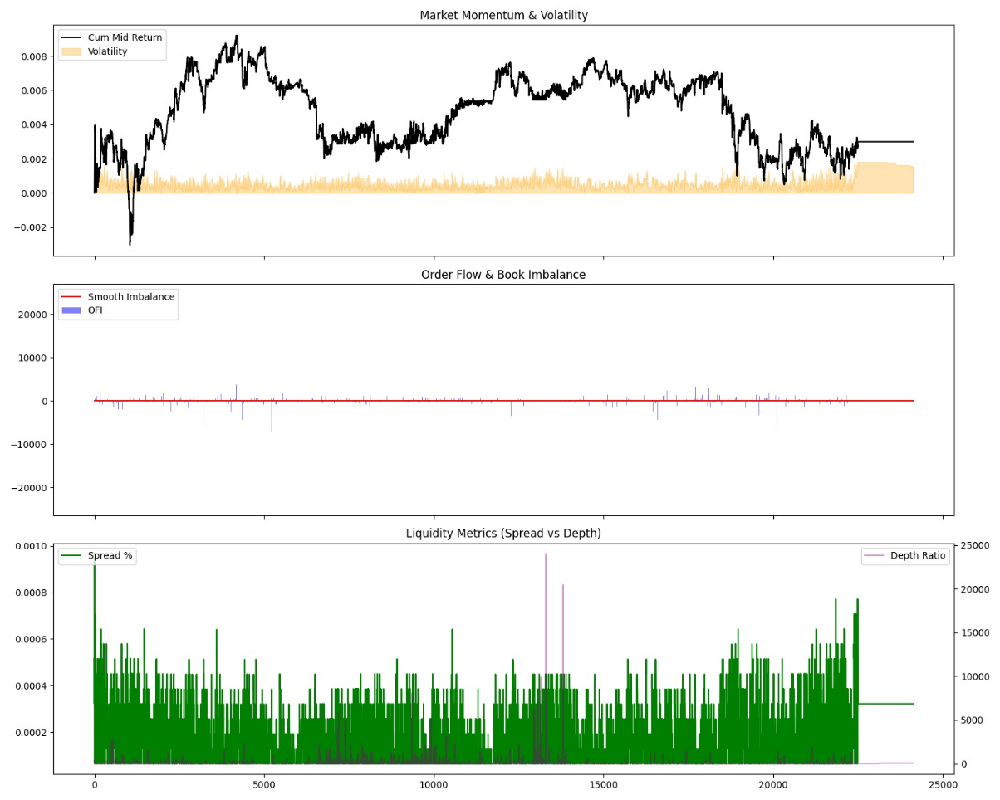 Market Momentum & Volatility
Cum Mid Return
Volatility
0.008
0.006
0.004
0.002
0.000
−0.002
Order Flow & Book Imbalance
Smooth Imbalance
OFI
20000
10000
0
−10000
−20000
Liquidity Metrics (Spread vs Depth)
Spread %
Depth Ratio
0.0010
0.0008
0.0006
0.0004
0.0002
25000
20000
15000
10000
5000
0
0 5000 10000 15000 20000 25000